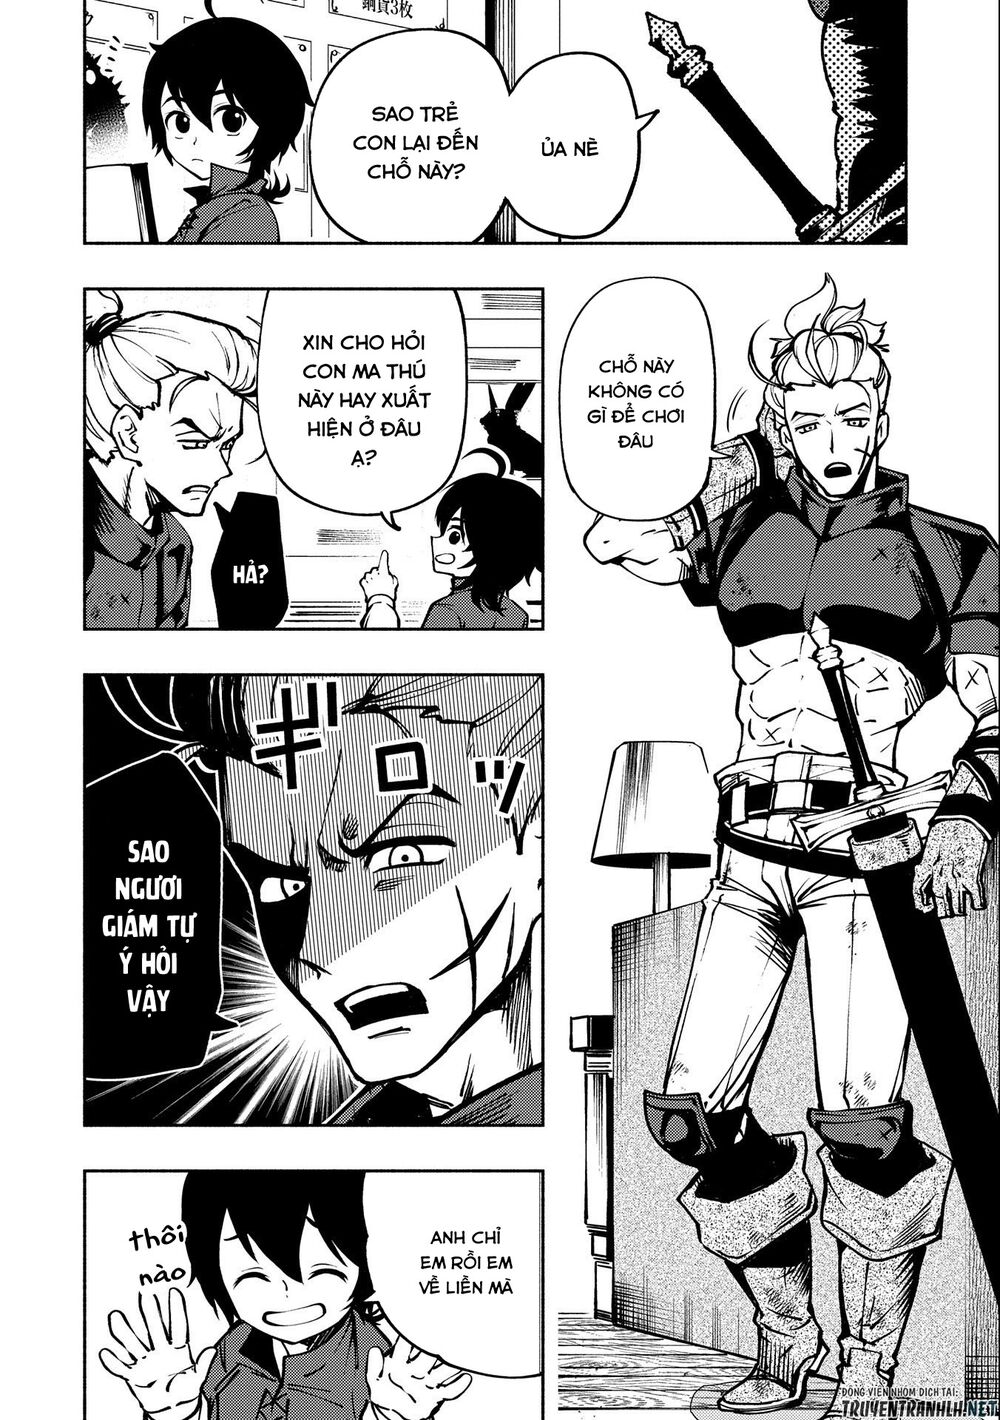 銅貨3枚
ỦA NÈ
SAO TRẺ
CON LẠI ĐẾN
CHỖ NÀY?
CHỖ NÀY
KHÔNG CÓ
GÌ ĐỂ CHƠI
ĐÂU
XIN CHO HỎI
CON MA THÚ
NÀY HAY XUẤT
HIỆN Ở ĐÂU
Ạ?
HẢ?
ギロッ
SAO
NGƯƠI
GIÁM TỰ
Ý HỎI
VẬY
ANH CHỈ
EM RỒI EM
VỀ LIỀN MÀ
thôi
nào
ĐỘNG VIÊN NHÓM DỊCH TẠI:
TRUYENTRANHLH.NET